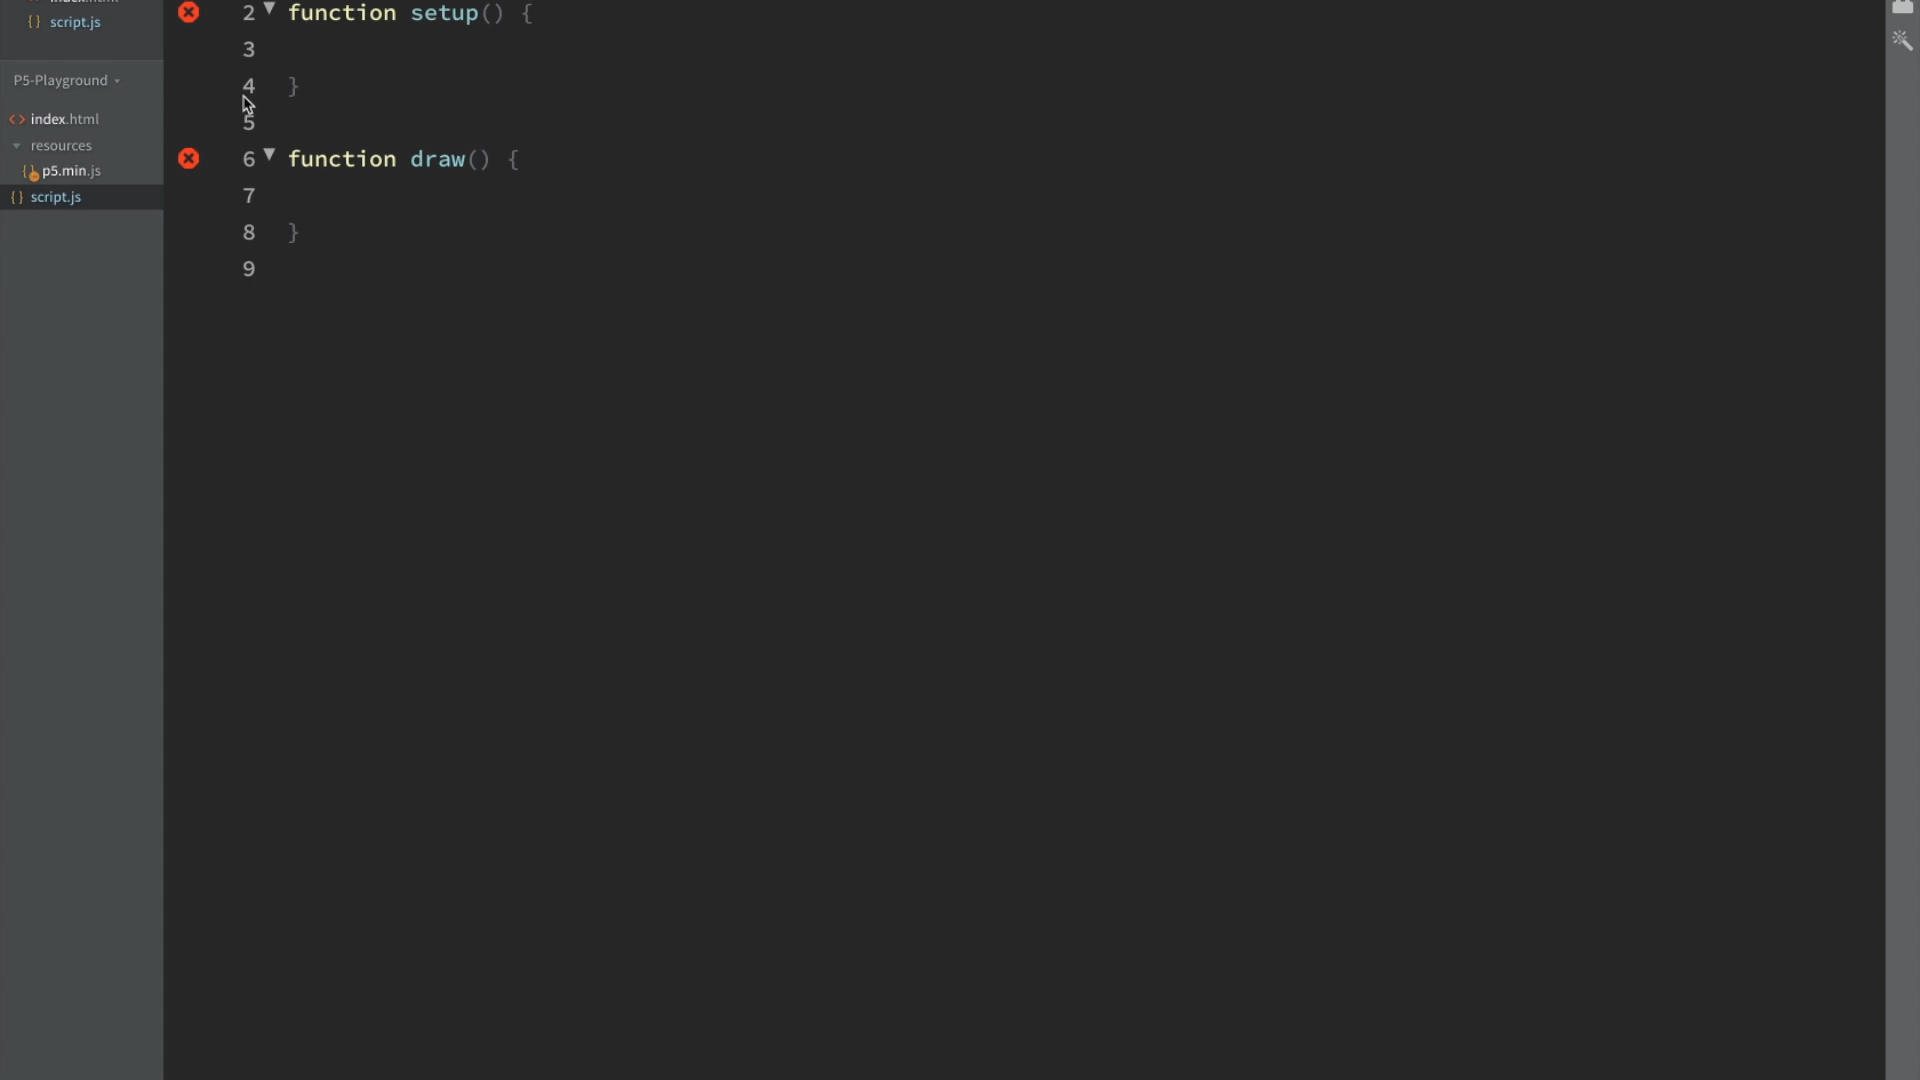 script.js
P5-Playground
index.html
resources
p5.min.js
script.js
2 function setup() {
3
4 }
5
6 function draw() {
7
8 }
9